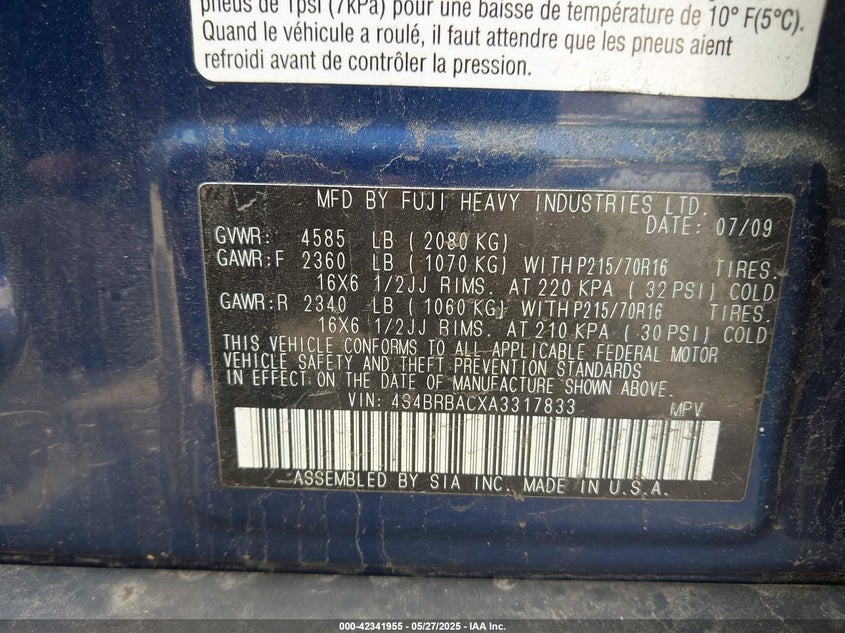 pneus de 1psi (7kPa) pour une baisse de température de 10° F(5°C).
Quand le véhicule a roulé, il faut attendre que les pneus aient
refroidi avant de contrôler la pression.
MFD BY FUJI HEAVY INDUSTRIES LTD.
DATE: 07/09
GVWR: 4585 LB ( 2080 KG)
GAWR:F 2360 LB ( 1070 KG) WITH P215/70R16 TIRES.
16X6 1/2JJ RIMS. AT 220 KPA ( 32 PSI) COLD
GAWR:R 2340 LB ( 1060 KG) WITH P215/70R16 TIRES.
16X6 1/2JJ RIMS. AT 210 KPA ( 30 PSI) COLD
THIS VEHICLE CONFORMS TO ALL APPLICABLE FEDERAL MOTOR
VEHICLE SAFETY AND THEFT PREVENTION STANDARDS
IN EFFECT ON THE DATE OF MANUFACTURE SHOWN ABOVE.
VIN: 4S4BRBACXA3317833 MPV
ASSEMBLED BY SIA INC. MADE IN U.S.A.
000-42341955 - 05/27/2025 - IAA Inc.